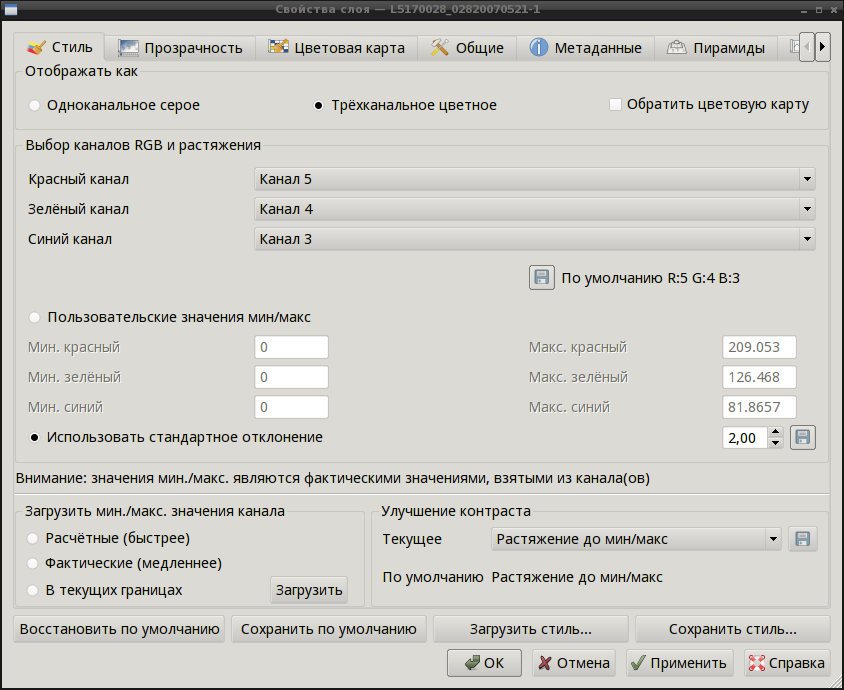 Свойства слоя — L5170028_02820070521-1
Стиль Прозрачность Цветовая карта Общие Метаданные Пирамиды
Отображать как
Одноканальное серое Трёхканальное цветное Обратить цветовую карту
Выбор каналов RGB и растяжения
Красный канал Канал 5
Зелёный канал Канал 4
Синий канал Канал 3
По умолчанию R:5 G:4 B:3
Пользовательские значения мин/макс
Мин. красный 0 Макс. красный 209.053
Мин. зелёный 0 Макс. зелёный 126.468
Мин. синий 0 Макс. синий 81.8657
Использовать стандартное отклонение 2,00
Внимание: значения мин./макс. являются фактическими значениями, взятыми из канала(ов)
Загрузить мин./макс. значения канала
Расчётные (быстрее)
Фактические (медленнее)
В текущих границах Загрузить
Улучшение контраста
Текущее Растяжение до мин/макс
По умолчанию Растяжение до мин/макс
Восстановить по умолчанию Сохранить по умолчанию Загрузить стиль... Сохранить стиль...
ОК Отмена Применить Справка